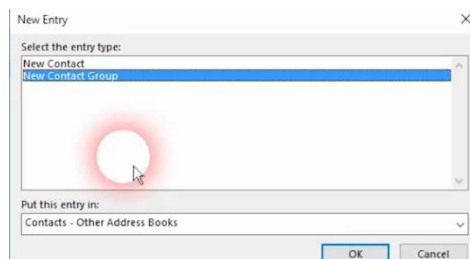 New Entry
Select the entry type:
New Contact
New Contact Group
Put this entry in:
Contacts - Other Address Books
OK Cancel